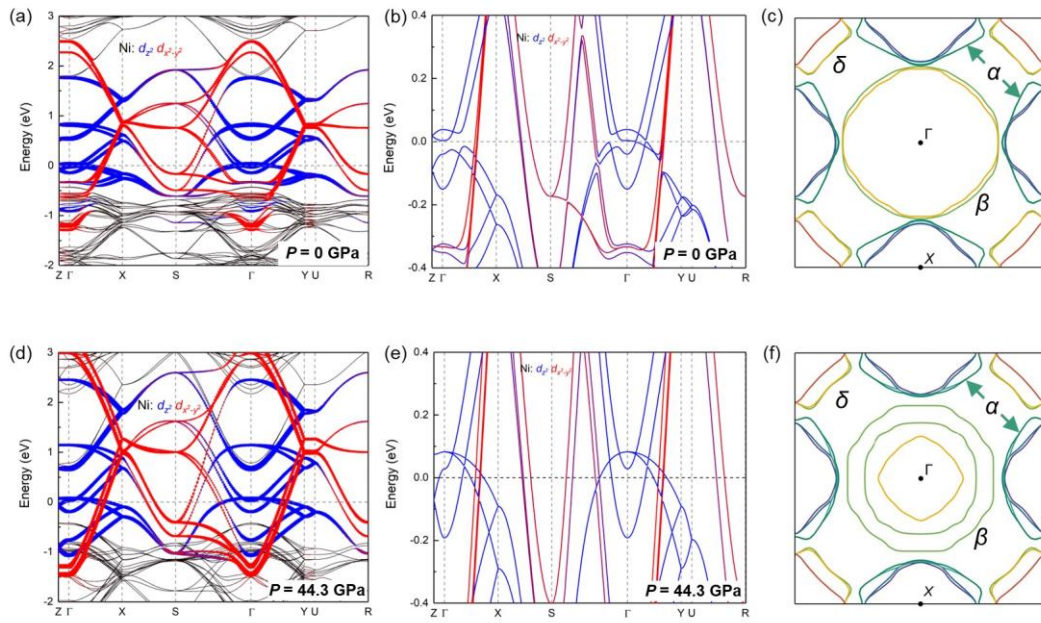 (a)
3
2
1
0
-1
-2
Energy (eV)
Ni: dz² dx²-y²
P = 0 GPa
Z Γ X S Γ Y U R
(b)
0.4
0.2
0.0
-0.2
-0.4
Energy (eV)
Ni: dz² dx²-y²
P = 0 GPa
Z Γ X S Γ Y U R
(c)
δ
α
Γ
β
X
(d)
3
2
1
0
-1
-2
Energy (eV)
Ni: dz² dx²-y²
P = 44.3 GPa
Z Γ X S Γ Y U R
(e)
0.4
0.2
0.0
-0.2
-0.4
Energy (eV)
Ni: dz² dx²-y²
P = 44.3 GPa
Z Γ X S Γ Y U R
(f)
δ
α
Γ
β
X